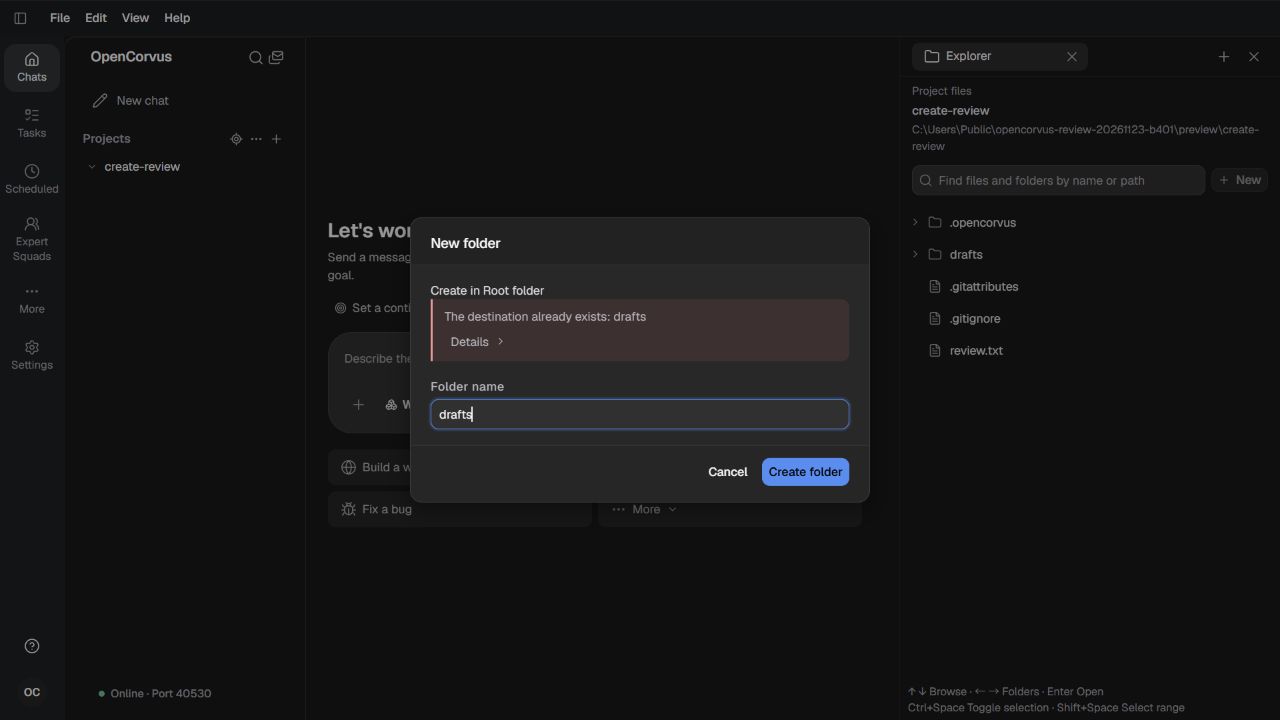 File Edit View Help
Chats
Tasks
Scheduled
Expert
Squads
More
Settings
OC
OpenCorvus
New chat
Projects
create-review
Online · Port 40530
Let's wo
Send a messag
goal.
Set a conti
Describe the
W
Build a w
Fix a bug
More
New folder
Create in Root folder
The destination already exists: drafts
Details
Folder name
drafts
Cancel
Create folder
Explorer
Project files
create-review
C:\Users\Public\opencorvus-review-20261123-b401\preview\create-
review
Find files and folders by name or path
+ New
.opencorvus
drafts
.gitattributes
.gitignore
review.txt
↑↓ Browse · ← → Folders · Enter Open
Ctrl+Space Toggle selection · Shift+Space Select range